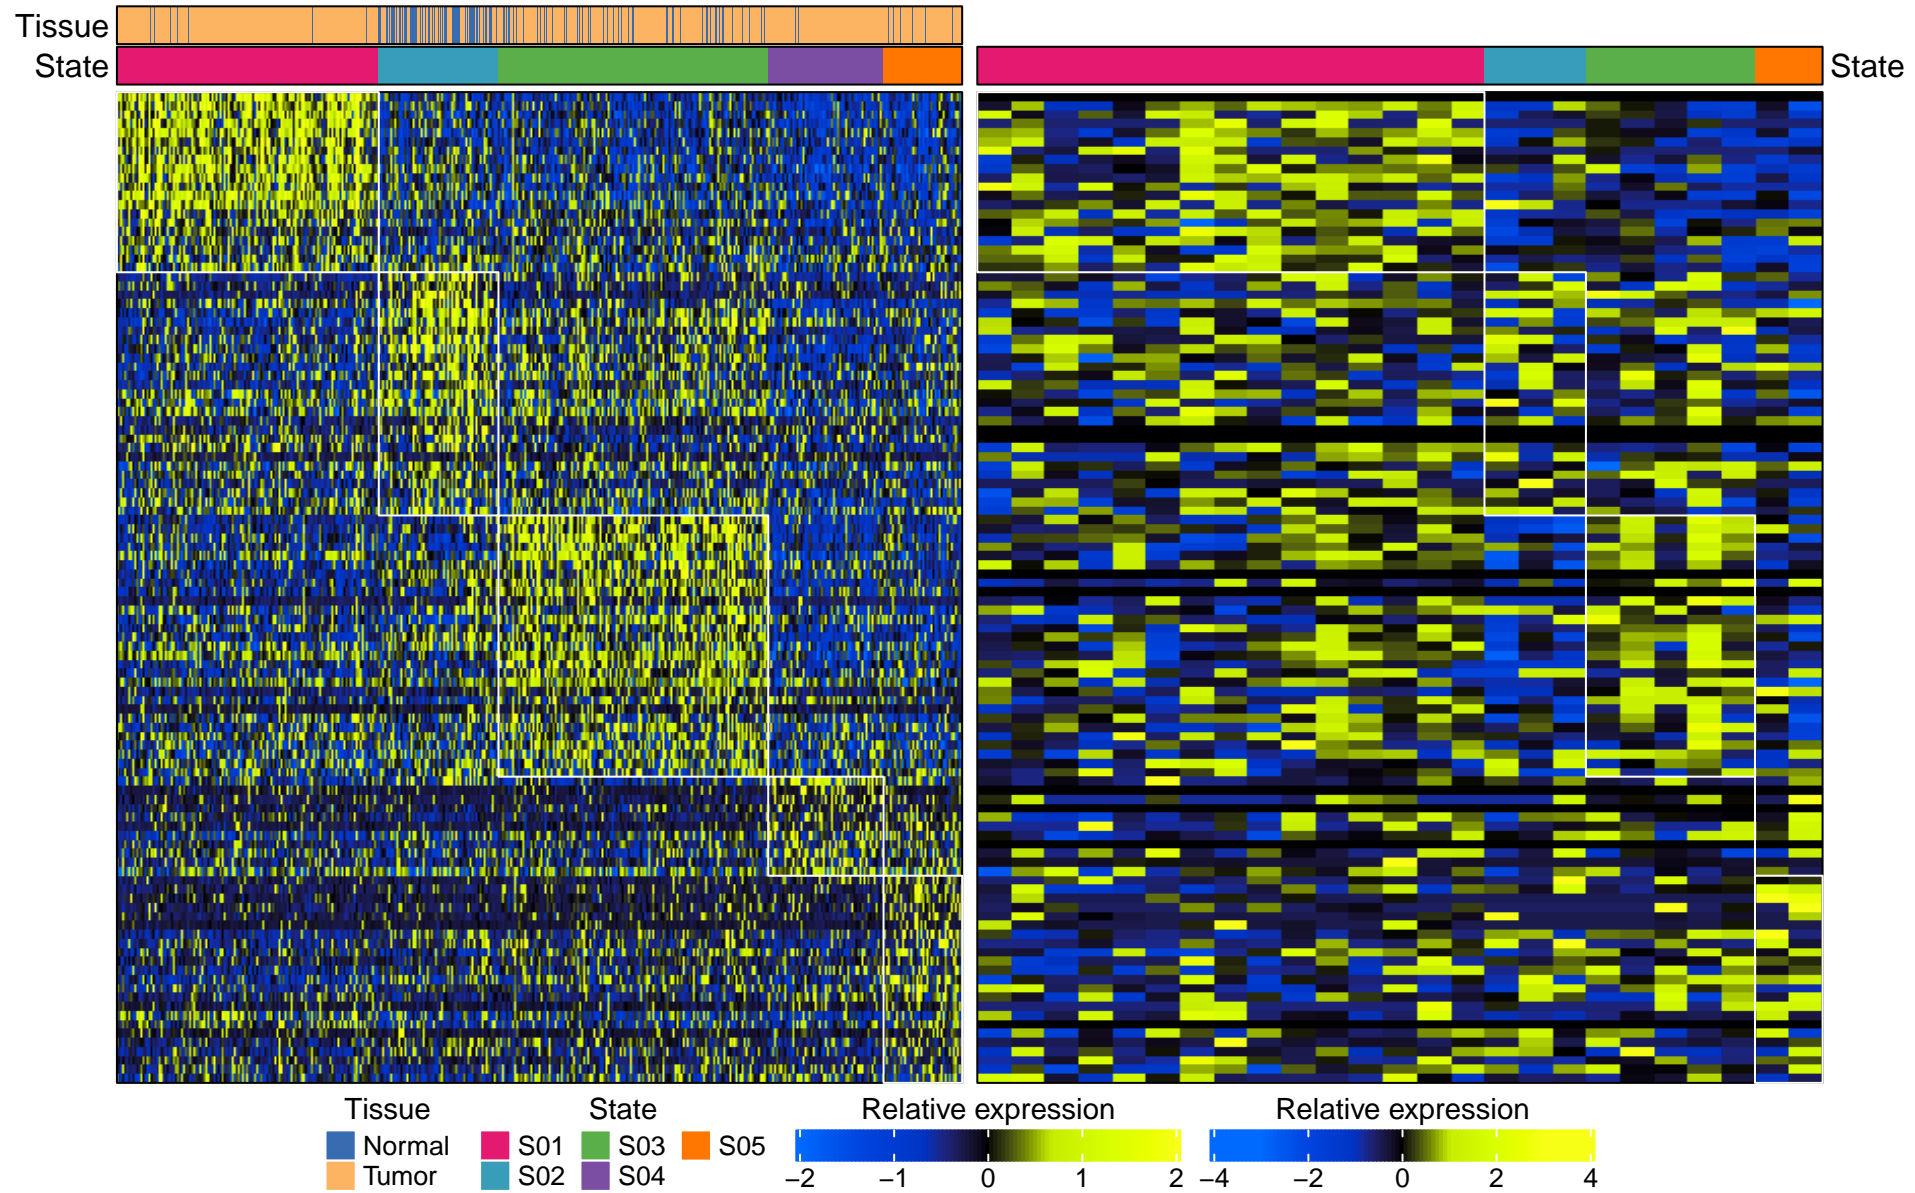 Tissue
State
State
Tissue State Relative expression Relative expression
Normal S01 S03 S05
Tumor S02 S04
−2 −1 0 1 2 −4 −2 0 2 4